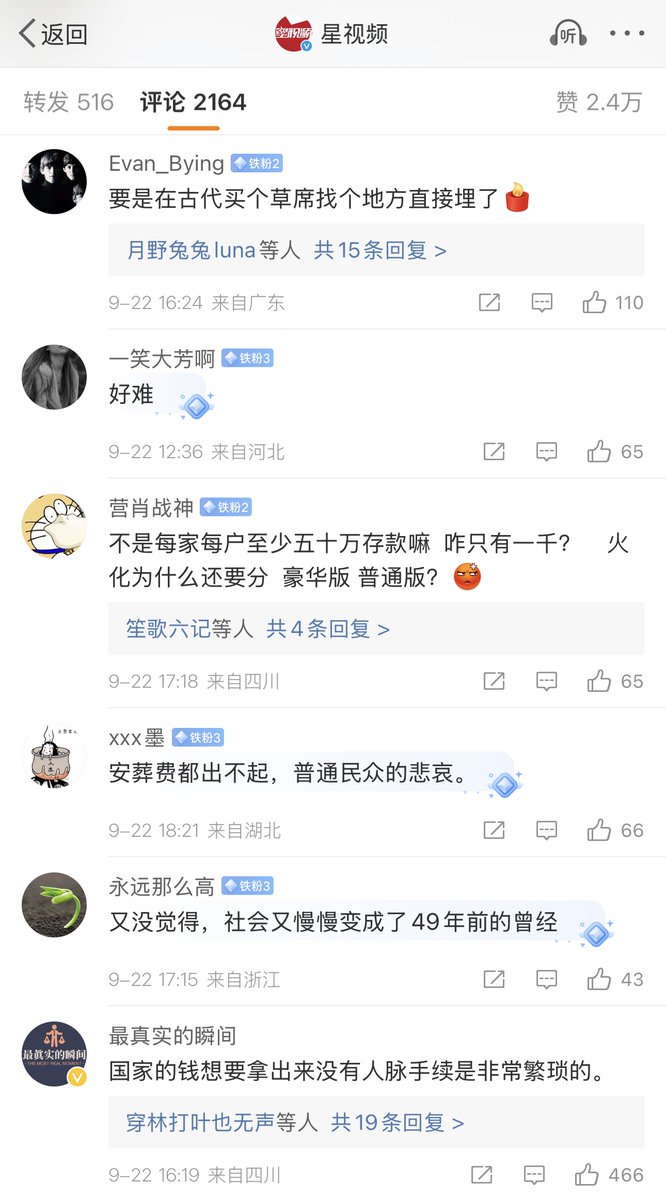 返回
星视频
听
转发 516
评论 2164
赞 2.4万
Evan_Bying 铁粉2
要是在古代买个草席找个地方直接埋了
月野兔兔luna等人 共15条回复 >
9-22 16:24 来自广东
110
一笑大芳啊 铁粉3
好难
9-22 12:36 来自河北
65
营肖战神 铁粉2
不是每家每户至少五十万存款嘛 咋只有一千? 火
化为什么还要分 豪华版 普通版?
笙歌六记等人 共4条回复 >
9-22 17:18 来自四川
65
xxx墨 铁粉3
安葬费都出不起，普通民众的悲哀。
9-22 18:21 来自湖北
66
永远那么高 铁粉3
又没觉得，社会又慢慢变成了49年前的曾经
9-22 17:15 来自浙江
43
最真实的瞬间
最真实的瞬间
THE MOST REAL MOMENT
国家的钱想要拿出来没有人脉手续是非常繁琐的。
穿林打叶也无声等人 共19条回复 >
9-22 16:19 来自四川
466